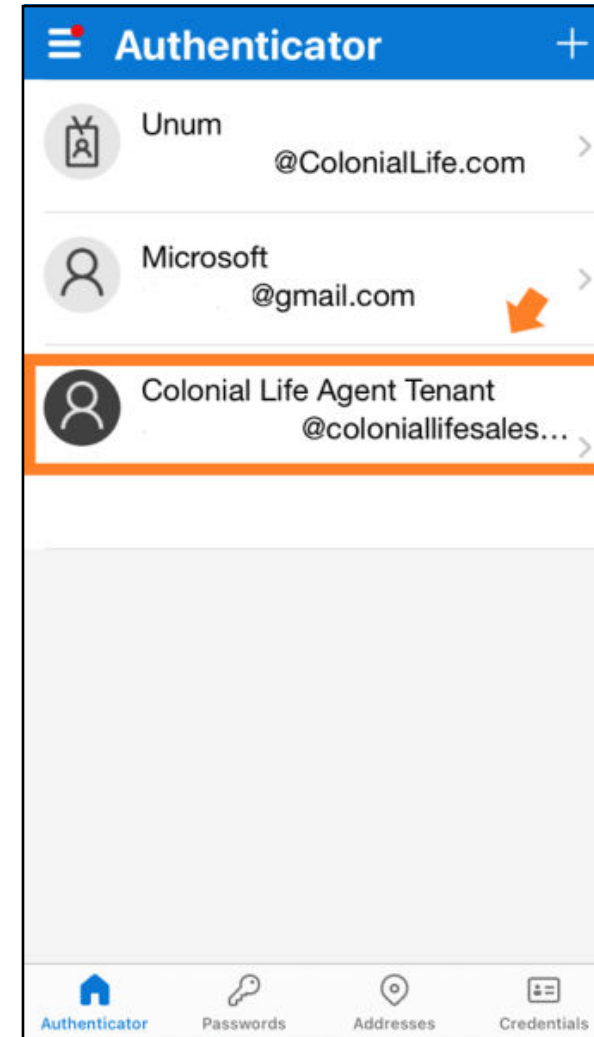 Authenticator
Unum
@ColonialLife.com
Microsoft
@gmail.com
Colonial Life Agent Tenant
@coloniallifesales...
Authenticator Passwords Addresses Credentials